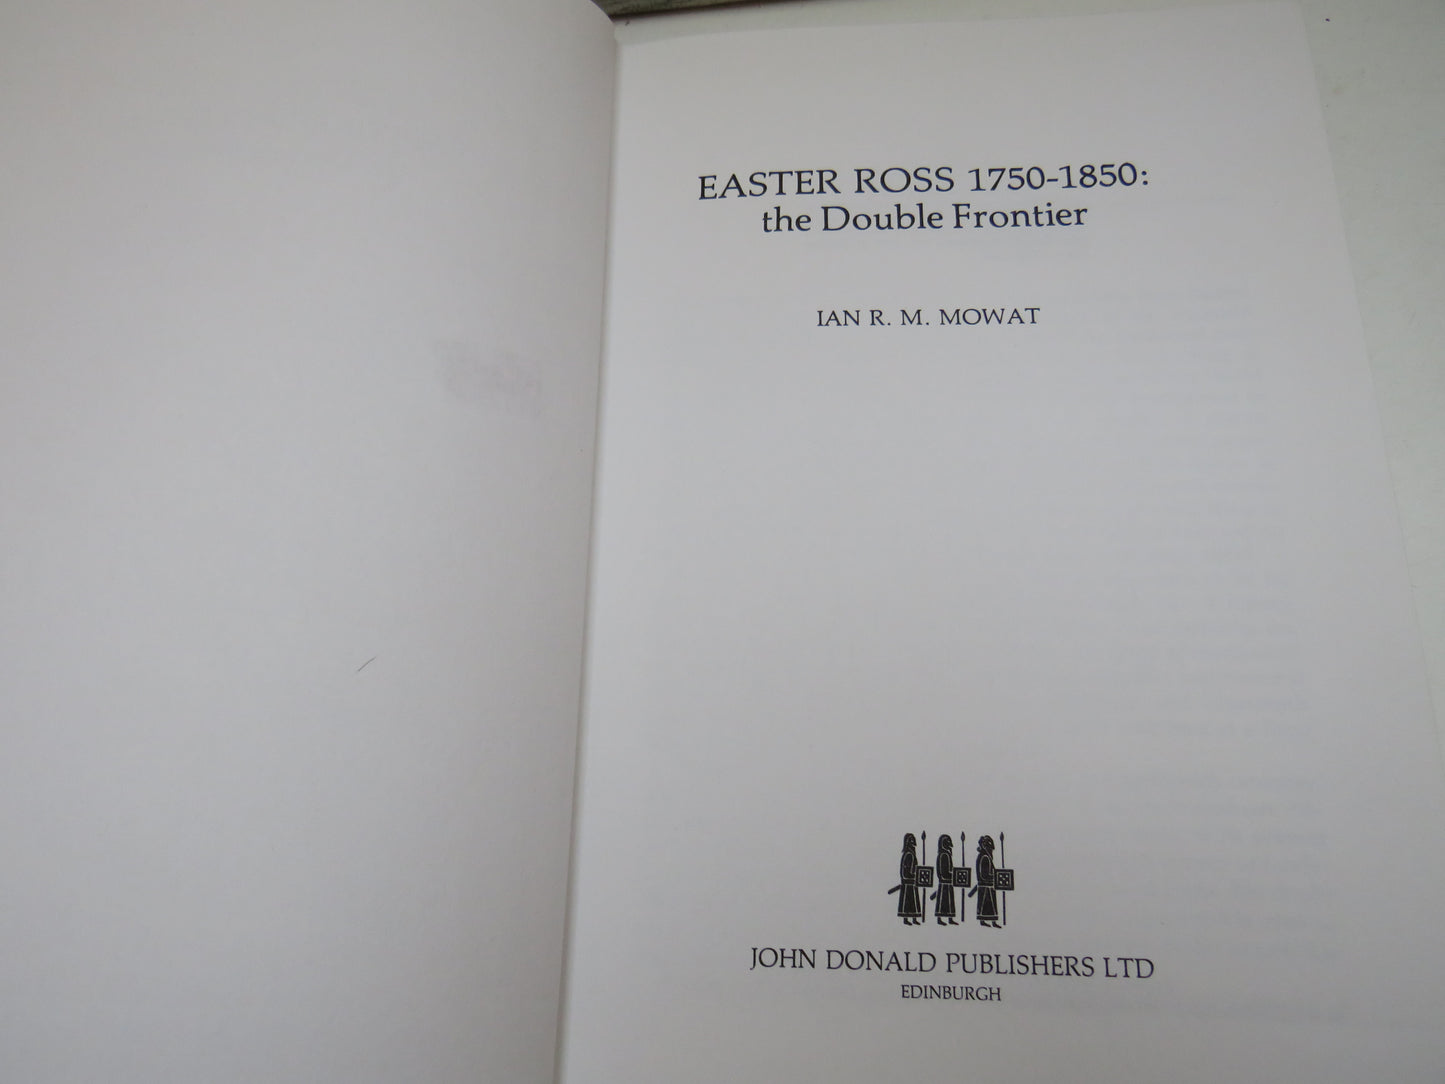 EASTER ROSS 1750-1850:
the Double Frontier
IAN R. M. MOWAT
JOHN DONALD PUBLISHERS LTD
EDINBURGH